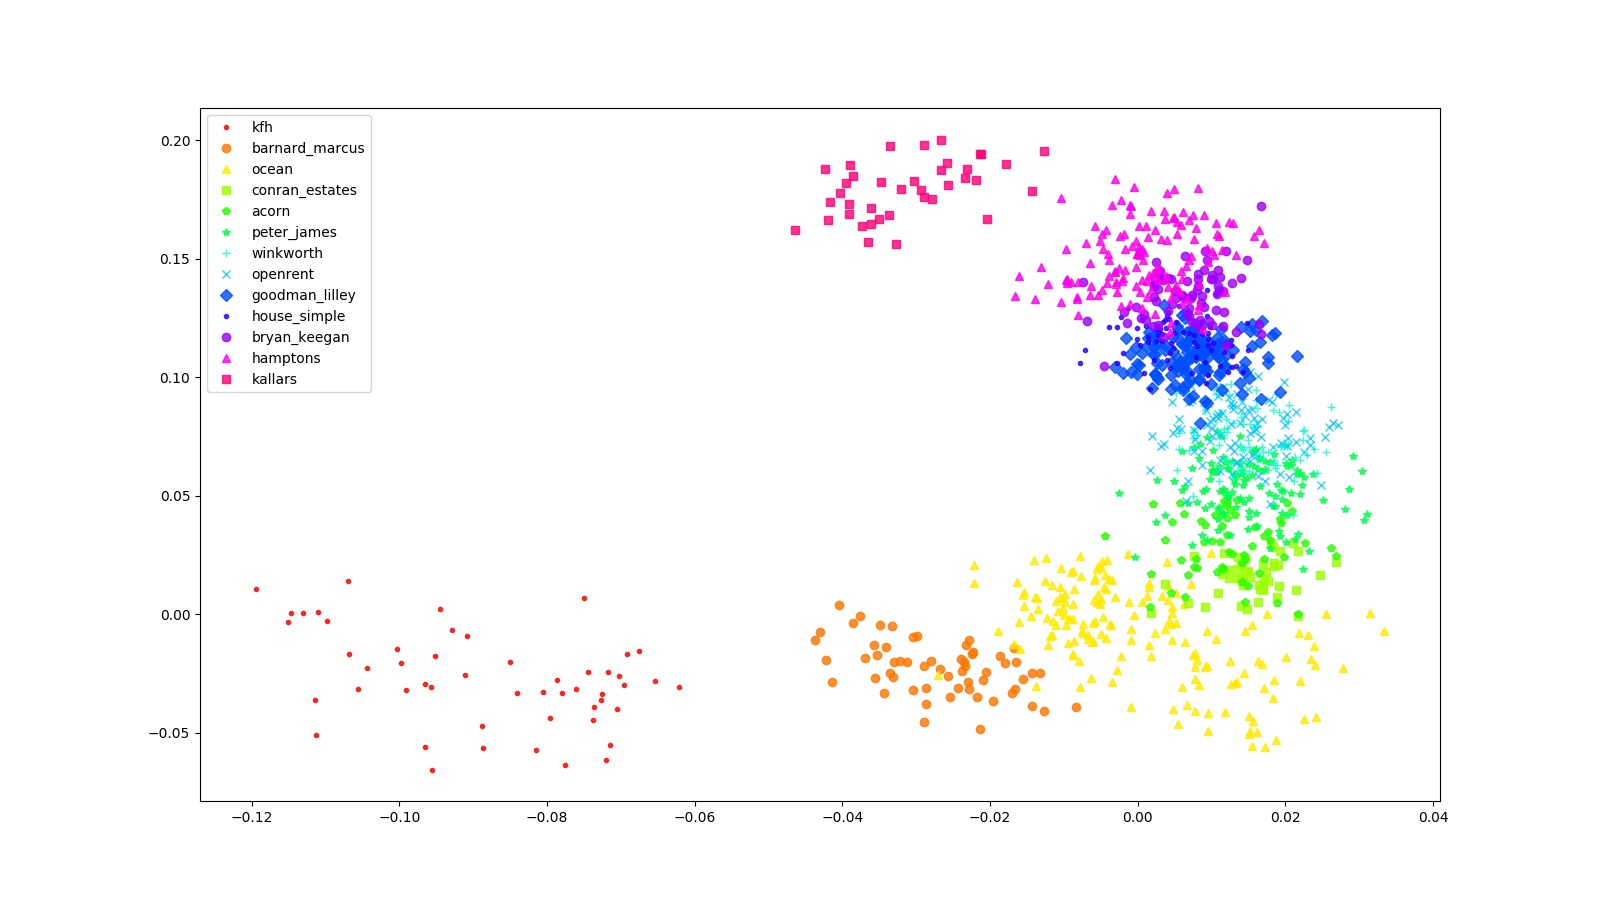 kfh
barnard_marcus
ocean
conran_estates
acorn
peter_james
winkworth
openrent
goodman_lilley
house_simple
bryan_keegan
hamptons
kallars
0.20
0.15
0.10
0.05
0.00
−0.05
−0.12 −0.10 −0.08 −0.06 −0.04 −0.02 0.00 0.02 0.04